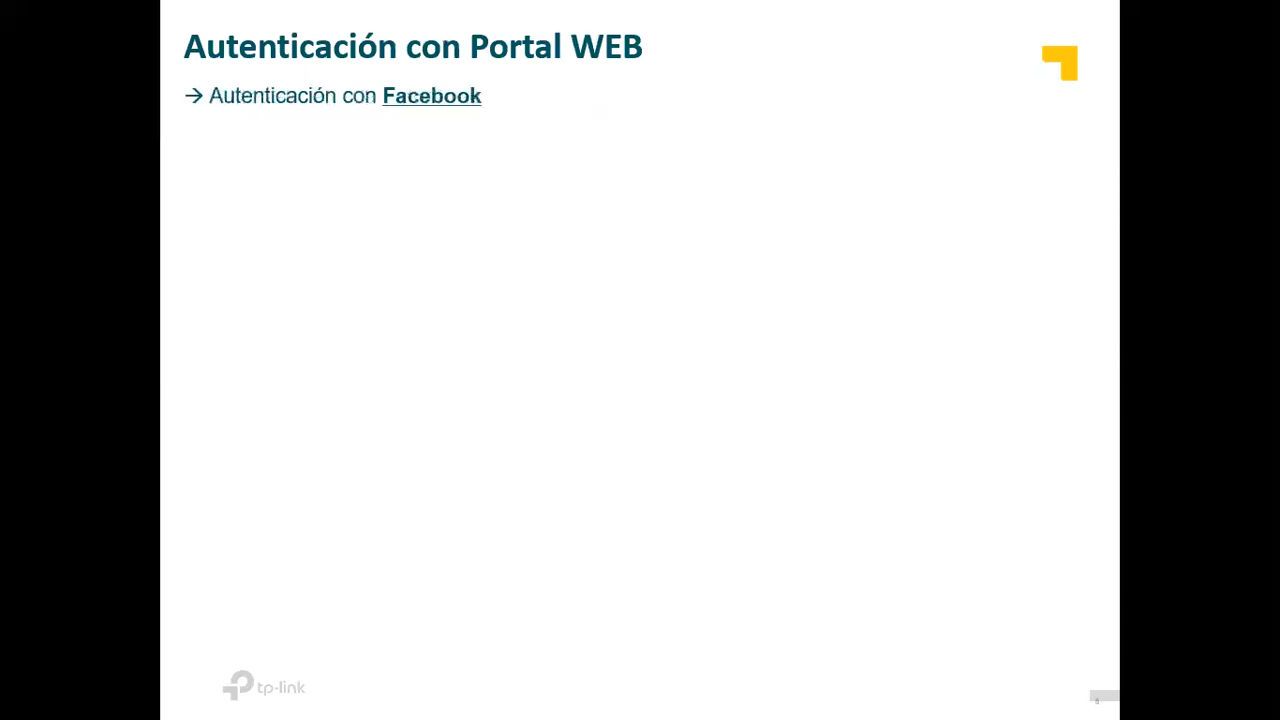 Autenticación con Portal WEB
→ Autenticación con Facebook
tp-link